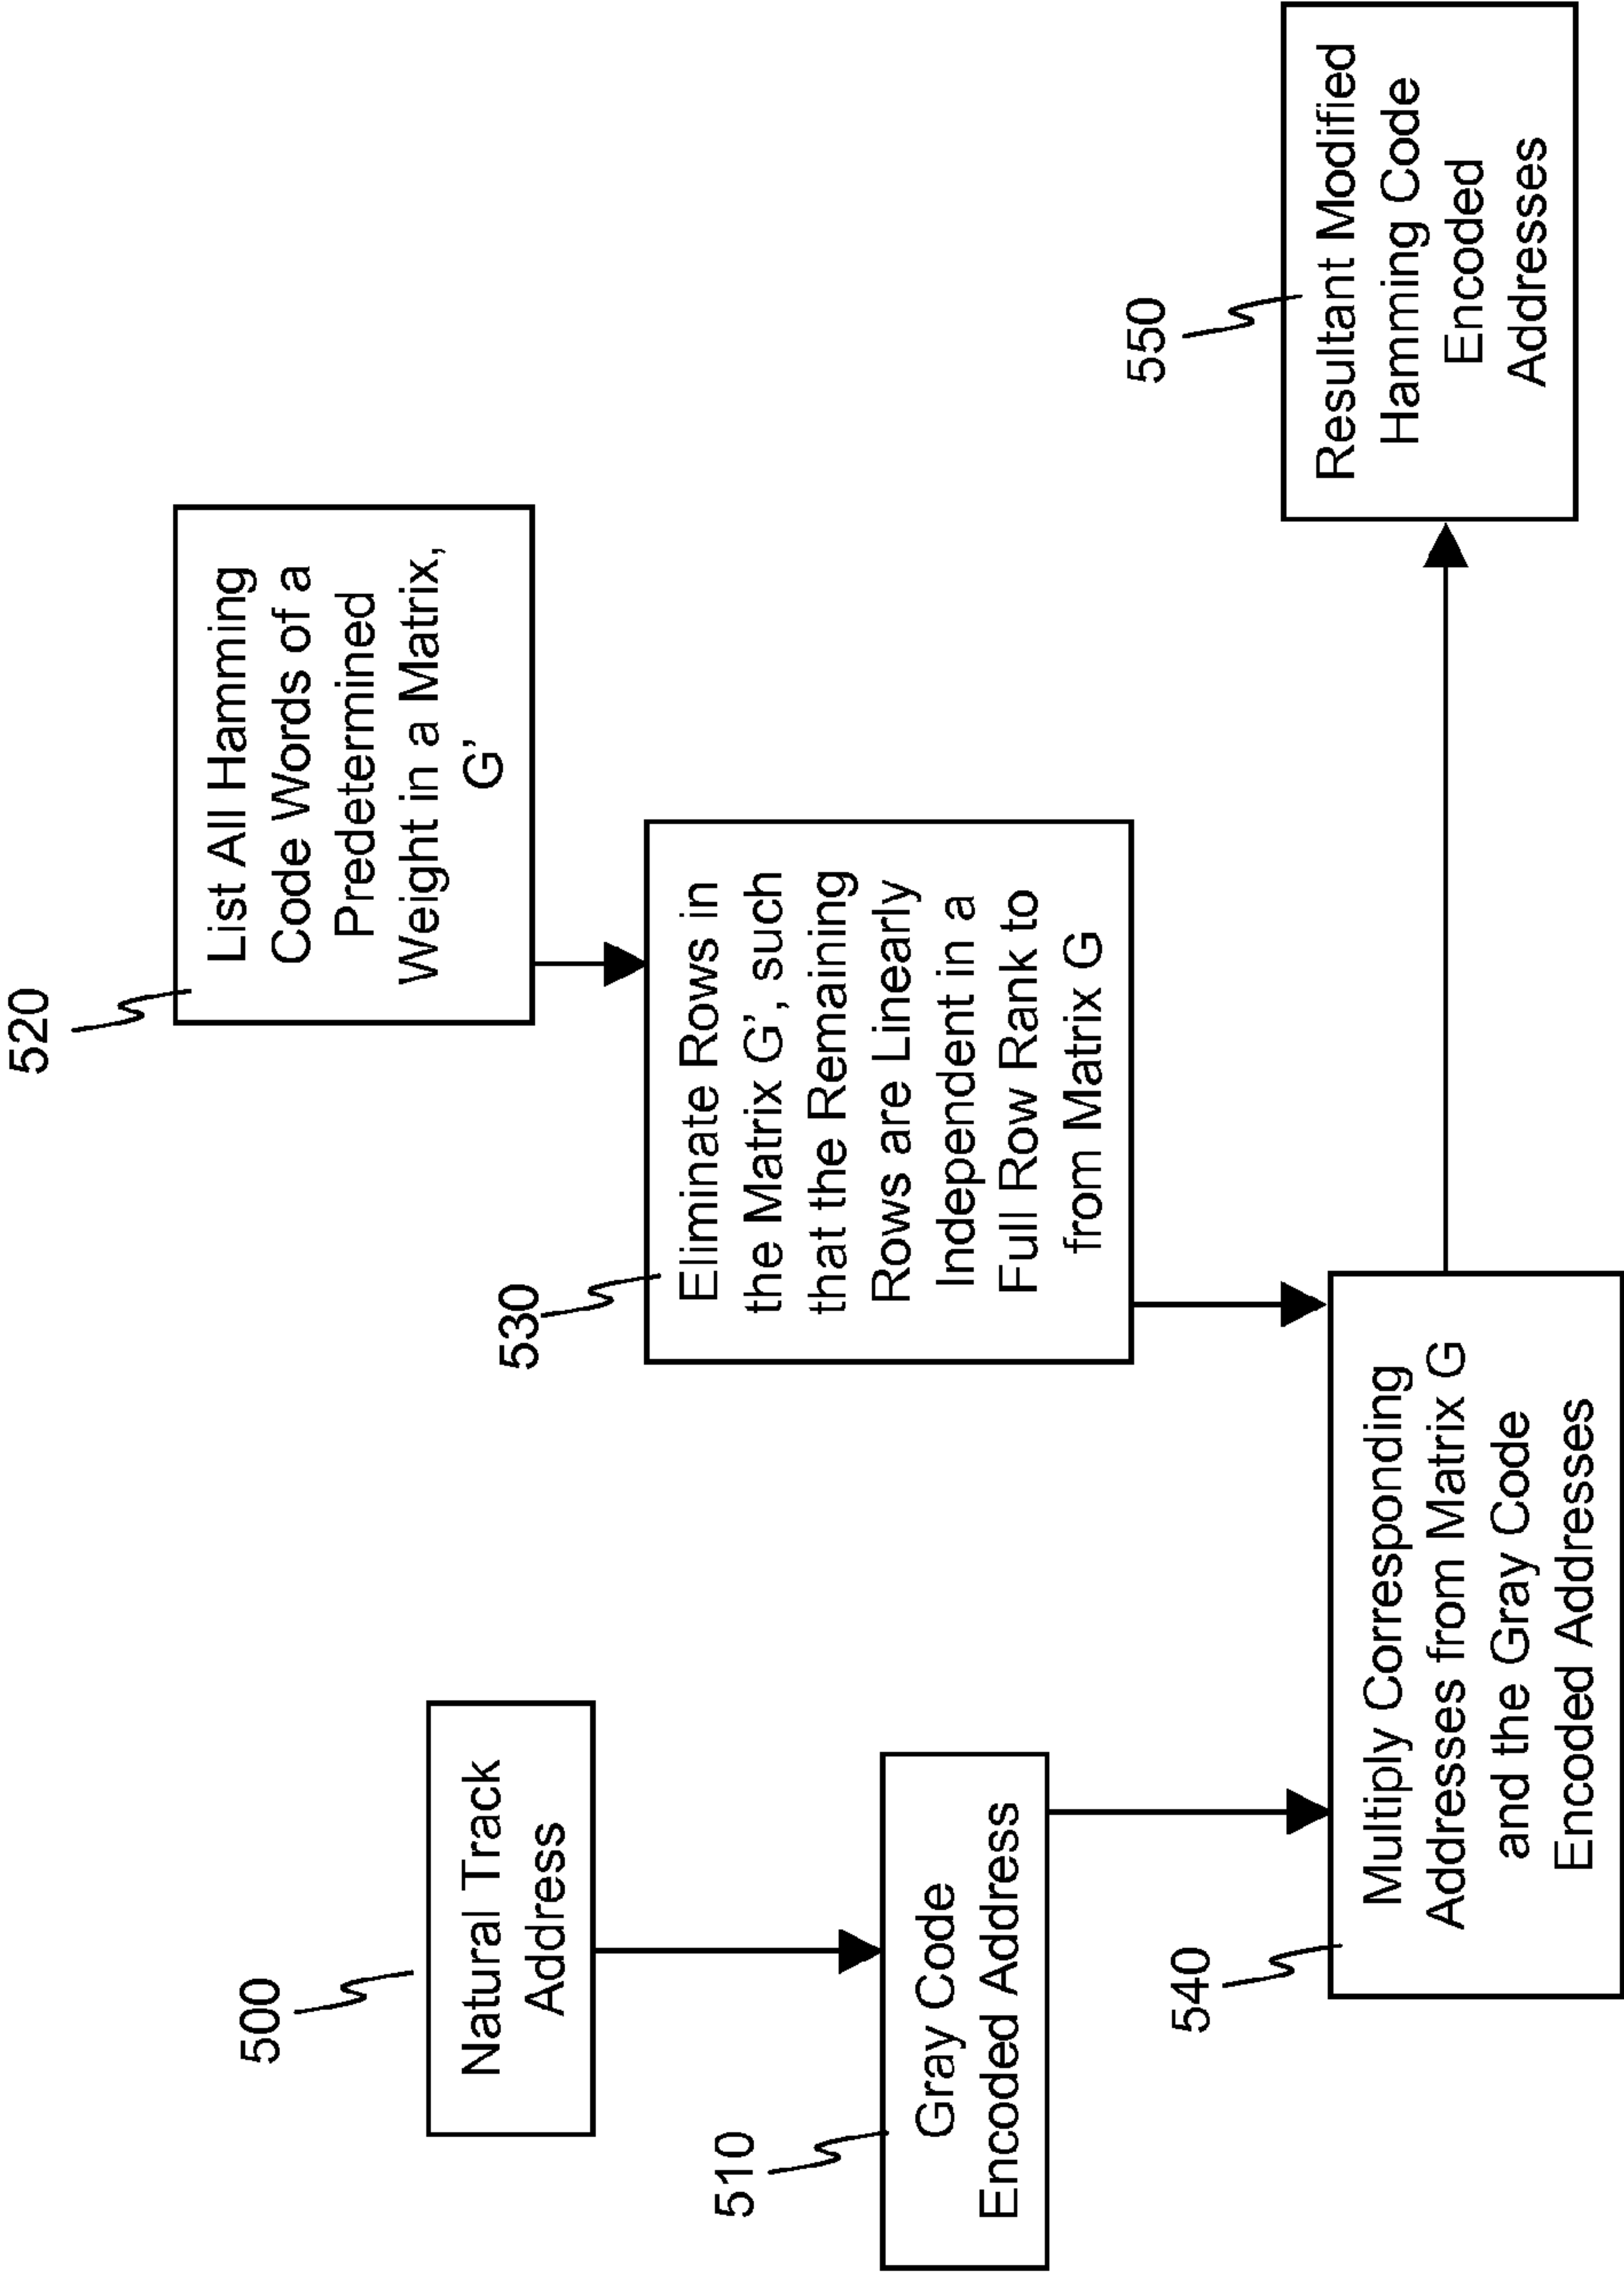 500
Natural Track
Address
510
Gray Code
Encoded Address
520
List All Hamming
Code Words of a
Predetermined
Weight in a Matrix,
G’
530
Eliminate Rows in
the Matrix G’, such
that the Remaining
Rows are Linearly
Independent in a
Full Row Rank to
from Matrix G
540
Multiply Corresponding
Addresses from Matrix G
and the Gray Code
Encoded Addresses
550
Resultant Modified
Hamming Code
Encoded
Addresses